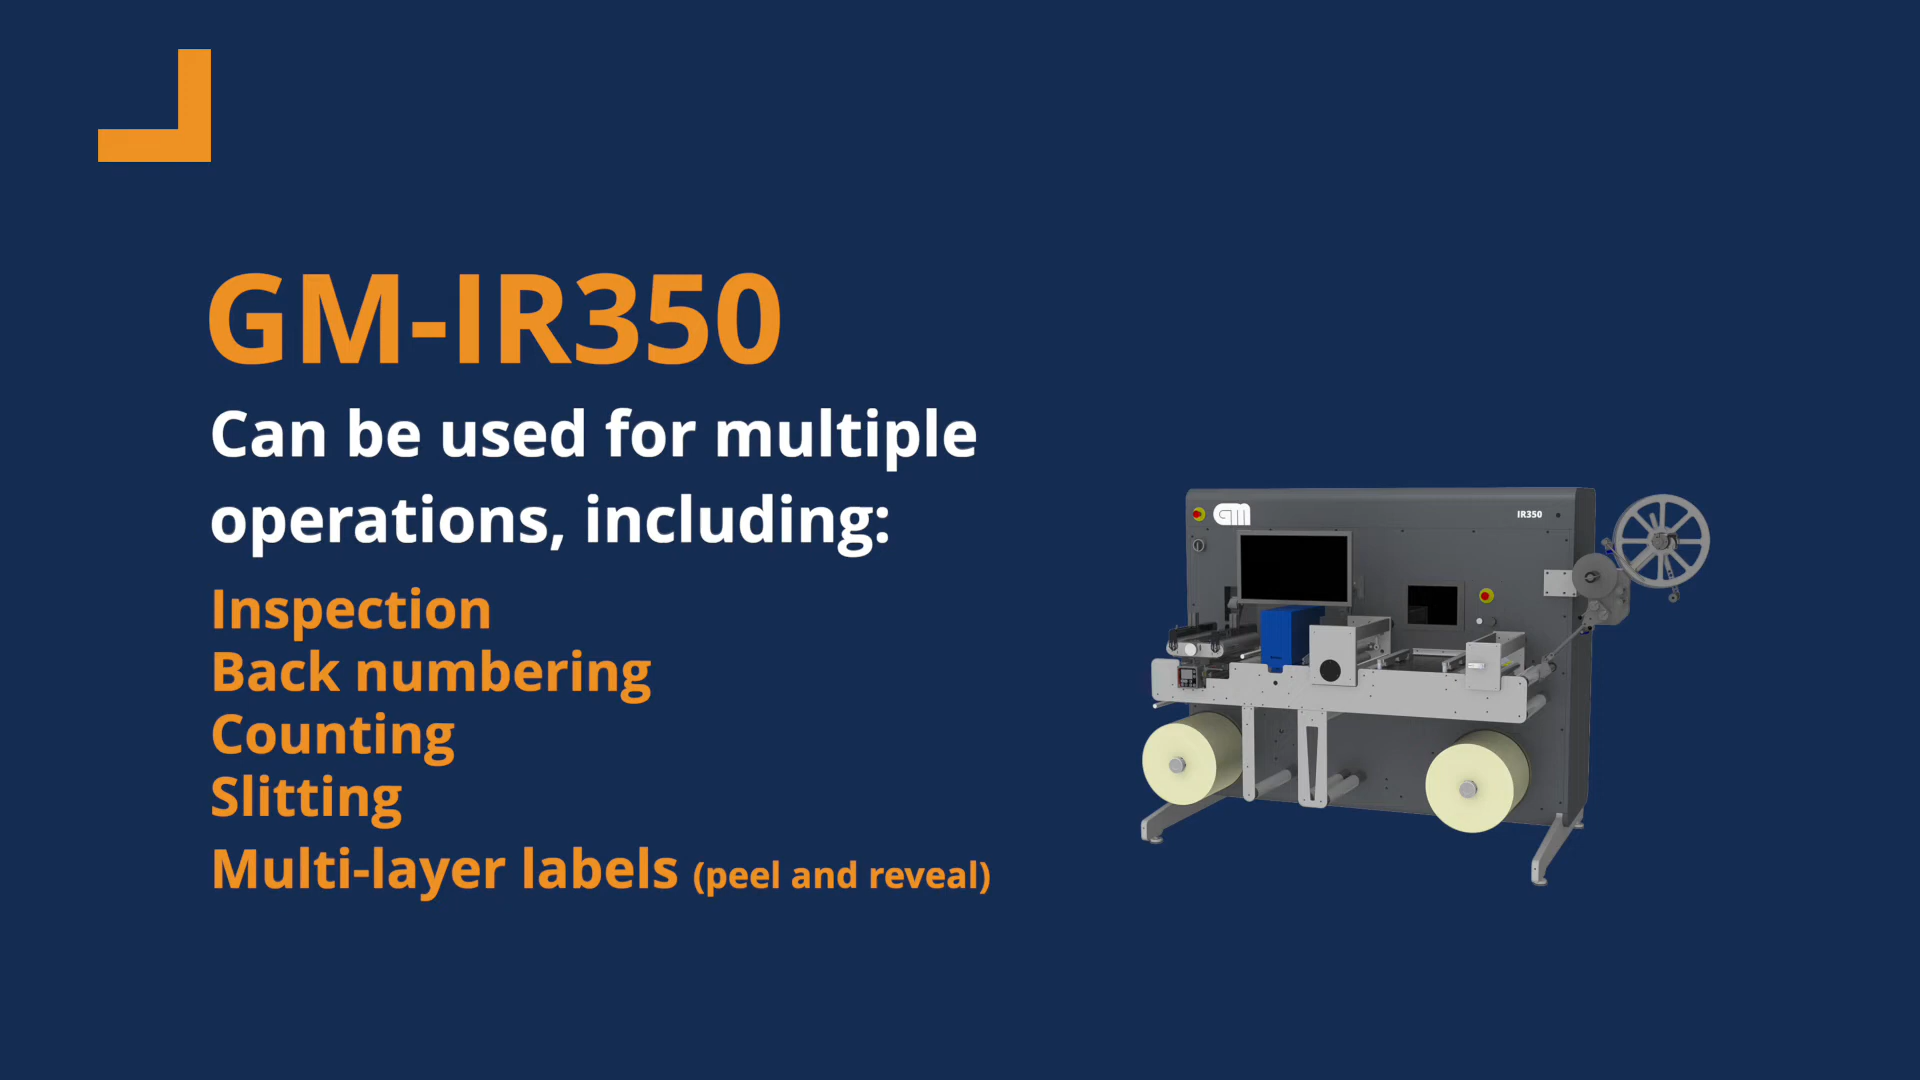 GM-IR350
Can be used for multiple
operations, including:
Inspection
Back numbering
Counting
Slitting
Multi-layer labels (peel and reveal)
GM
IR350